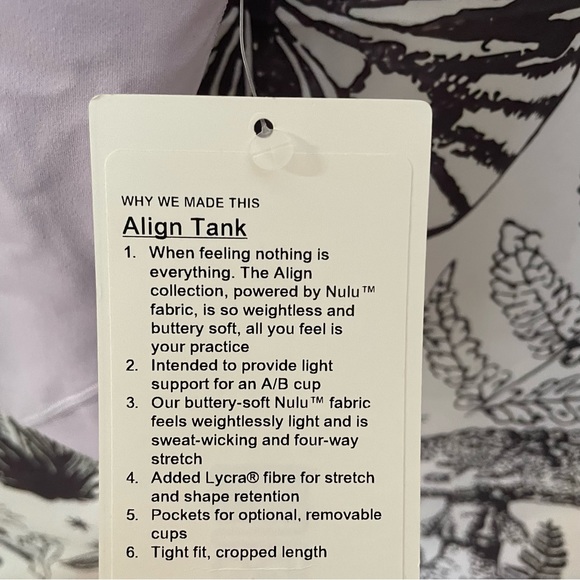 WHY WE MADE THIS
Align Tank
1. When feeling nothing is
everything. The Align
collection, powered by Nulu™
fabric, is so weightless and
buttery soft, all you feel is
your practice
2. Intended to provide light
support for an A/B cup
3. Our buttery-soft Nulu™ fabric
feels weightlessly light and is
sweat-wicking and four-way
stretch
4. Added Lycra® fibre for stretch
and shape retention
5. Pockets for optional, removable
cups
6. Tight fit, cropped length